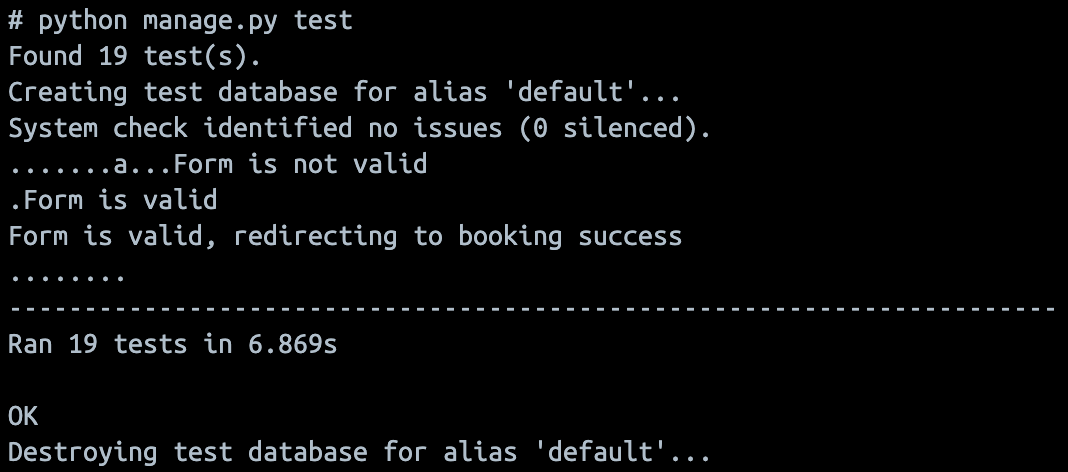 # python manage.py test
Found 19 test(s).
Creating test database for alias 'default'...
System check identified no issues (0 silenced).
.......a...Form is not valid
.Form is valid
Form is valid, redirecting to booking success
........
----------------------------------------------------------------------
Ran 19 tests in 6.869s
OK
Destroying test database for alias 'default'...